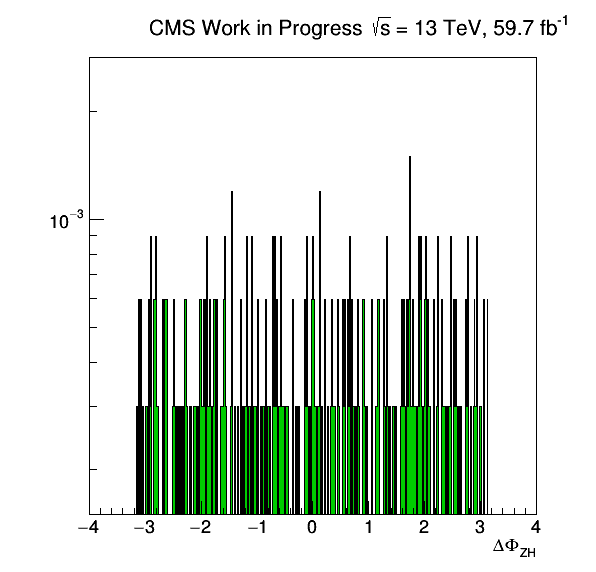 CMS Work in Progress √s = 13 TeV, 59.7 fb⁻¹
10⁻³
−4 −3 −2 −1 0 1 2 3 4
ΔΦ_ZH